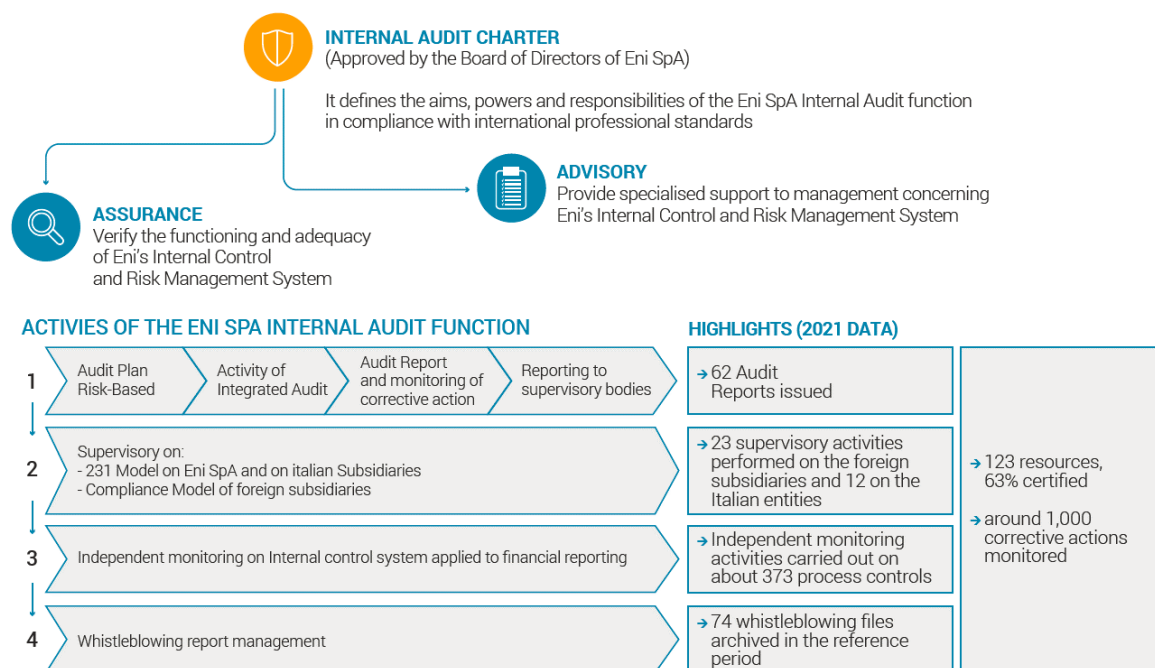 INTERNAL AUDIT CHARTER
(Approved by the Board of Directors of Eni SpA)
It defines the aims, powers and responsibilities of the Eni SpA Internal Audit function
in compliance with international professional standards
ADVISORY
Provide specialised support to management concerning
Eni's Internal Control and Risk Management System
ASSURANCE
Verify the functioning and adequacy
of Eni's Internal Control
and Risk Management System
ACTIVIES OF THE ENI SPA INTERNAL AUDIT FUNCTION
HIGHLIGHTS (2021 DATA)
1
Audit Plan
Risk-Based
Activity of
Integrated Audit
Audit Report
and monitoring of
corrective action
Reporting to
supervisory bodies
→ 62 Audit
Reports issued
2
Supervisory on:
- 231 Model on Eni SpA and on italian Subsidiaries
- Compliance Model of foreign subsidiaries
→ 23 supervisory activities
performed on the foreign
subsidiaries and 12 on the
Italian entities
3
Independent monitoring on Internal control system applied to financial reporting
→ Independent monitoring
activities carried out on
about 373 process controls
4
Whistleblowing report management
→ 74 whistleblowing files
archived in the reference
period
→ 123 resources,
63% certified
→ around 1,000
corrective actions
monitored